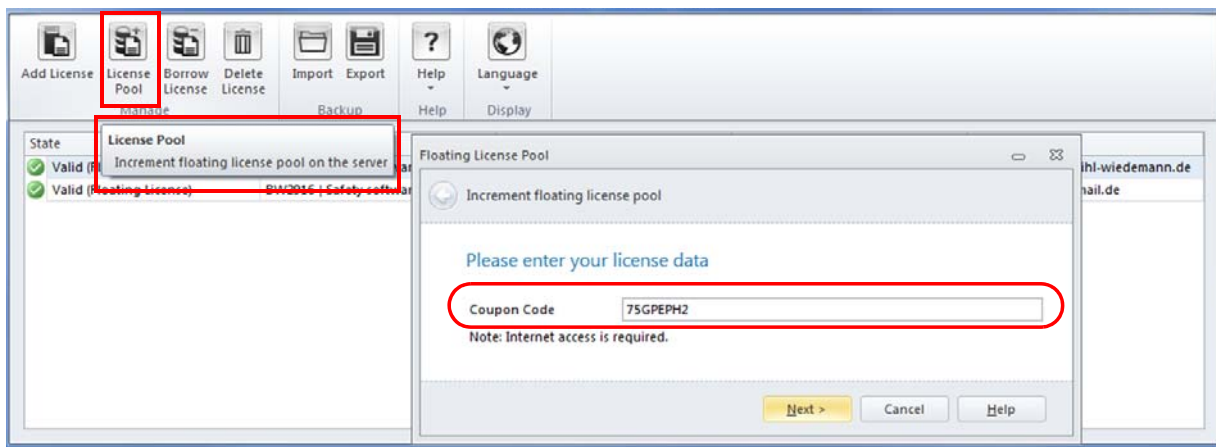 Add License
License Pool
Borrow License
Delete License
Import
Export
Help
Language
Manage
Backup
Help
Display
State
License Pool
Increment floating license pool on the server
Valid
Valid (Floating License)
BW2916 | Safety
ihl-wiedemann.de
nail.de
Floating License Pool
Increment floating license pool
Please enter your license data
Coupon Code
75GPEPH2
Note: Internet access is required.
Next >
Cancel
Help